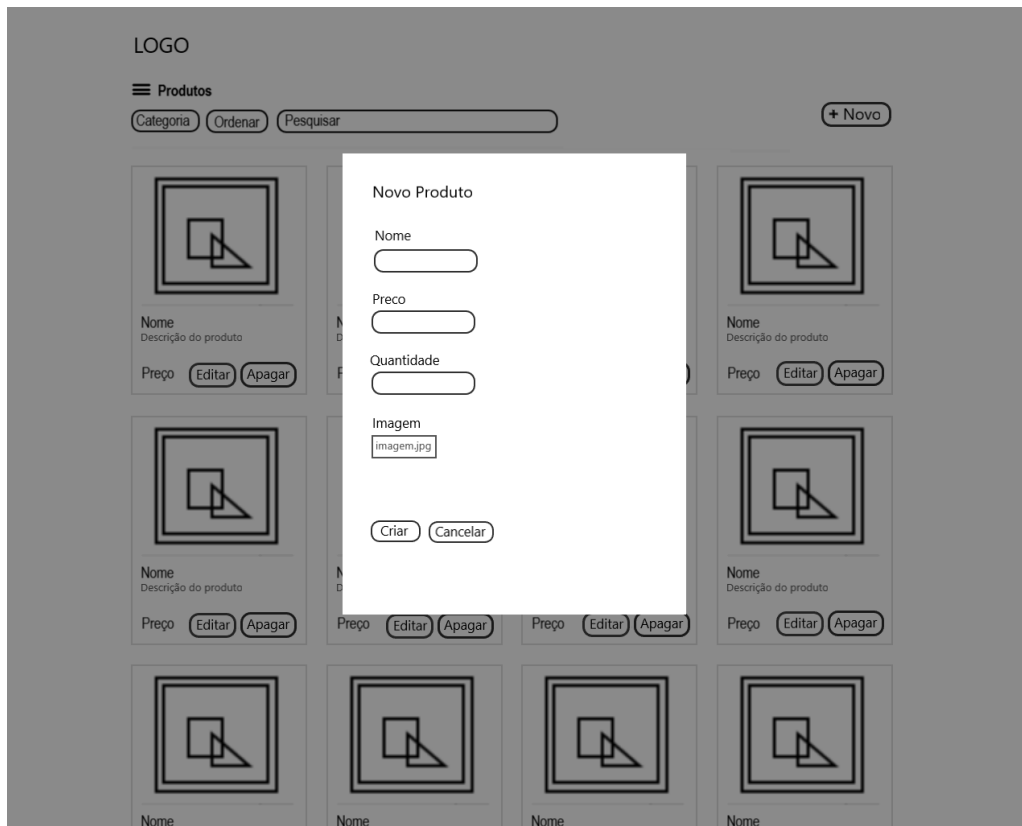 LOGO
Produtos
Categoria Ordenar Pesquisar
+ Novo
Novo Produto
Nome
Preco
Quantidade
Imagem
imagem.jpg
Criar Cancelar
Nome
Descrição do produto
Preço Editar Apagar
Nome
Descrição do produto
Preço Editar Apagar
Nome
Descrição do produto
Preço Editar Apagar
Preço Editar Apagar
Preço Editar Apagar
Nome
Descrição do produto
Preço Editar Apagar
Nome
Nome
Nome
Nome